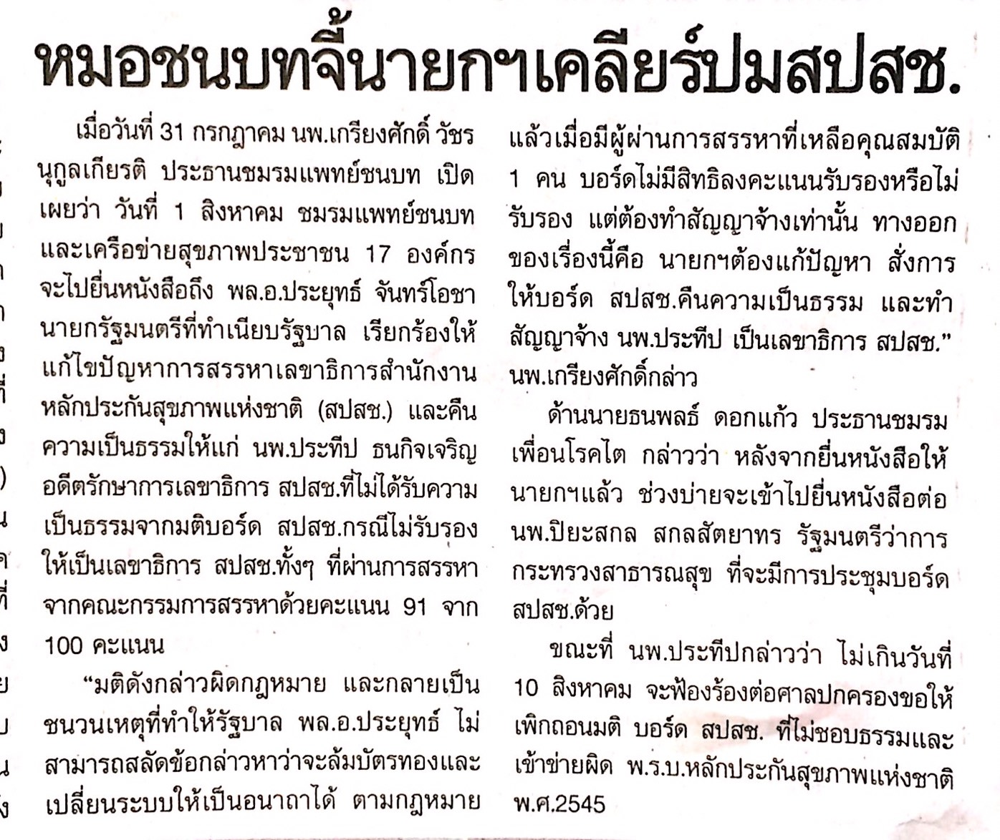 หมอชนบทจี้นายกฯเคลียร์ปมสปสช.
เมื่อวันที่ 31 กรกฎาคม นพ.เกรียงศักดิ์ วัชร
นุกูลเกียรติ ประธานชมรมแพทย์ชนบท เปิด
เผยว่า วันที่ 1 สิงหาคม ชมรมแพทย์ชนบท
และเครือข่ายสุขภาพประชาชน 17 องค์กร
จะไปยื่นหนังสือถึง พล.อ.ประยุทธ์ จันทร์โอชา
นายกรัฐมนตรีที่ทำเนียบรัฐบาล เรียกร้องให้
แก้ไขปัญหาการสรรหาเลขาธิการสำนักงาน
หลักประกันสุขภาพแห่งชาติ (สปสช.) และคืน
ความเป็นธรรมให้แก่ นพ.ประทีป ธนกิจเจริญ
อดีตรักษาการเลขาธิการ สปสช.ที่ไม่ได้รับความ
เป็นธรรมจากมติบอร์ด สปสช.กรณีไม่รับรอง
ให้เป็นเลขาธิการ สปสช.ทั้งๆ ที่ผ่านการสรรหา
จากคณะกรรมการสรรหาด้วยคะแนน 91 จาก
100 คะแนน
“มติดังกล่าวผิดกฎหมาย และกลายเป็น
ชนวนเหตุที่ทำให้รัฐบาล พล.อ.ประยุทธ์ ไม่
สามารถสลัดข้อกล่าวหาว่าจะล้มบัตรทองและ
เปลี่ยนระบบให้เป็นอนาถาได้ ตามกฎหมาย
แล้วเมื่อมีผู้ผ่านการสรรหาที่เหลือคุณสมบัติ
1 คน บอร์ดไม่มีสิทธิลงคะแนนรับรองหรือไม่
รับรอง แต่ต้องทำสัญญาจ้างเท่านั้น ทางออก
ของเรื่องนี้คือ นายกฯต้องแก้ปัญหา สั่งการ
ให้บอร์ด สปสช.คืนความเป็นธรรม และทำ
สัญญาจ้าง นพ.ประทีป เป็นเลขาธิการ สปสช.”
นพ.เกรียงศักดิ์กล่าว
ด้านนายธนพลธ์ ดอกแก้ว ประธานชมรม
เพื่อนโรคไต กล่าวว่า หลังจากยื่นหนังสือให้
นายกฯแล้ว ช่วงบ่ายจะเข้าไปยื่นหนังสือต่อ
นพ.ปิยะสกล สกลสัตยาทร รัฐมนตรีว่าการ
กระทรวงสาธารณสุข ที่จะมีการประชุมบอร์ด
สปสช.ด้วย
ขณะที่ นพ.ประทีปกล่าวว่า ไม่เกินวันที่
10 สิงหาคม จะฟ้องร้องต่อศาลปกครองขอให้
เพิกถอนมติ บอร์ด สปสช. ที่ไม่ชอบธรรมและ
เข้าข่ายผิด พ.ร.บ.หลักประกันสุขภาพแห่งชาติ
พ.ศ.2545